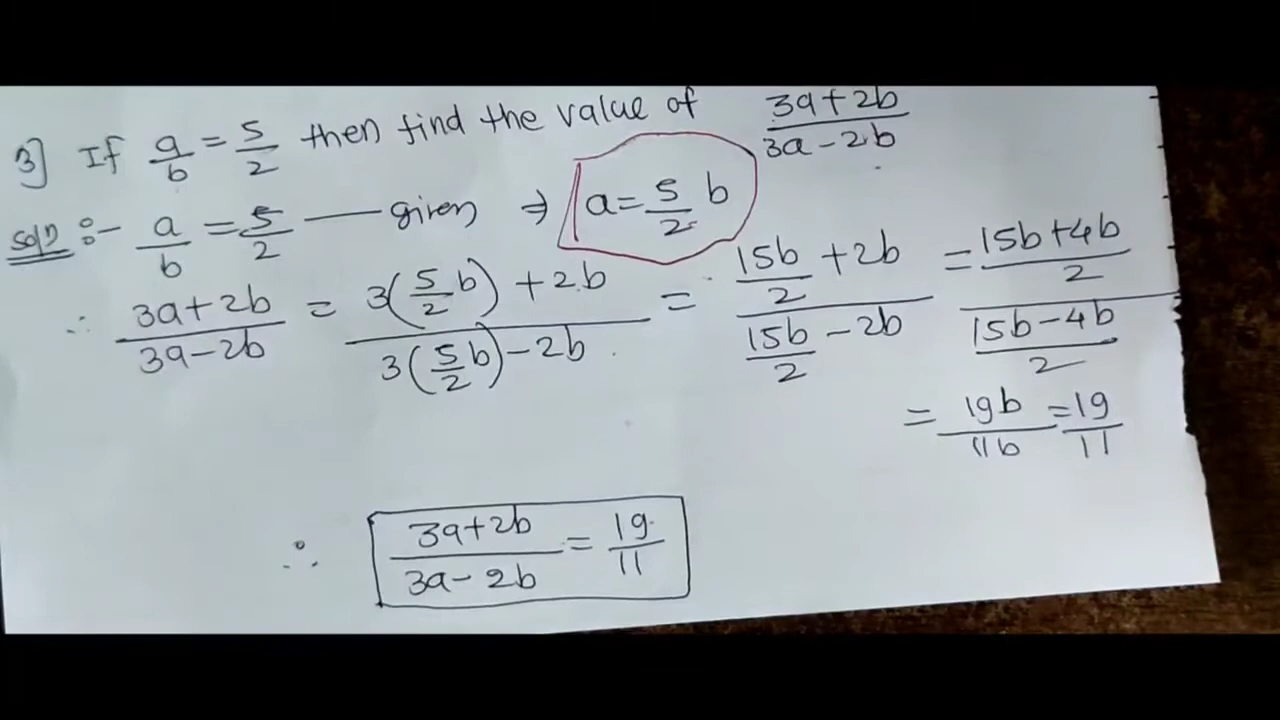 3] If a/b = 5/2 then find the value of (3a+2b)/(3a-2b)
Soln :- a/b = 5/2 — given ⇒ a = 5/2 b
∴ (3a+2b)/(3a-2b) = (3(5/2 b) + 2b)/(3(5/2 b) - 2b) = (15b/2 + 2b)/(15b/2 - 2b) = ((15b+4b)/2)/((15b-4b)/2)
= 19b/11b = 19/11
∴ (3a+2b)/(3a-2b) = 19/11